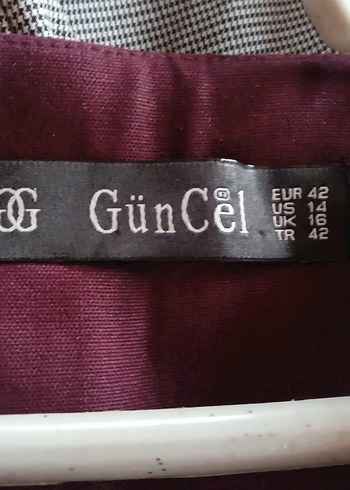 GG GünCel®
EUR 42
US 14
UK 16
TR 42